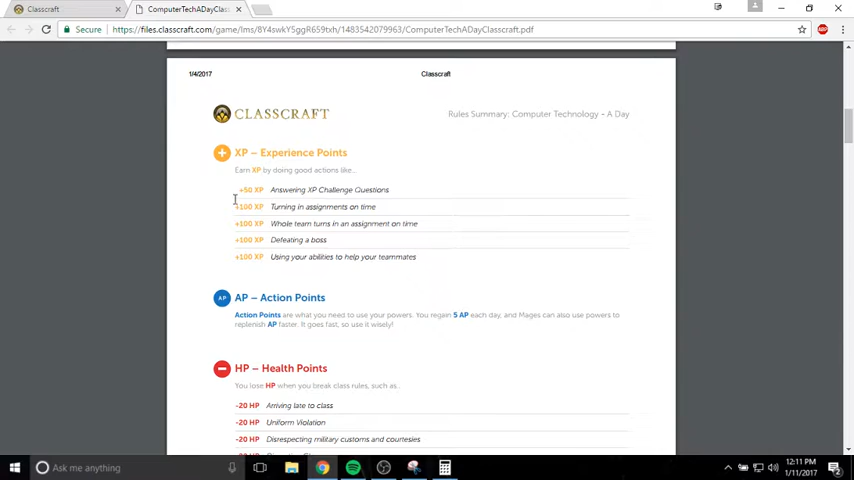 Classcraft
ComputerTechADayClass
Secure
https://files.classcraft.com/game/lms/8Y4swkY5ggR659txh/1483542079963/ComputerTechADayClasscraft.pdf
ABP
1/4/2017
Classcraft
CLASSCRAFT
Rules Summary: Computer Technology - A Day
XP – Experience Points
Earn XP by doing good actions like...
+50 XP Answering XP Challenge Questions
+100 XP Turning in assignments on time
+100 XP Whole team turns in an assignment on time
+100 XP Defeating a boss
+100 XP Using your abilities to help your teammates
AP
AP – Action Points
Action Points are what you need to use your powers. You regain 5 AP each day, and Mages can also use powers to
replenish AP faster. It goes fast, so use it wisely!
HP – Health Points
You lose HP when you break class rules, such as..
-20 HP Arriving late to class
-20 HP Uniform Violation
-20 HP Disrespecting military customs and courtesies
Ask me anything
12:11 PM
1/11/2017